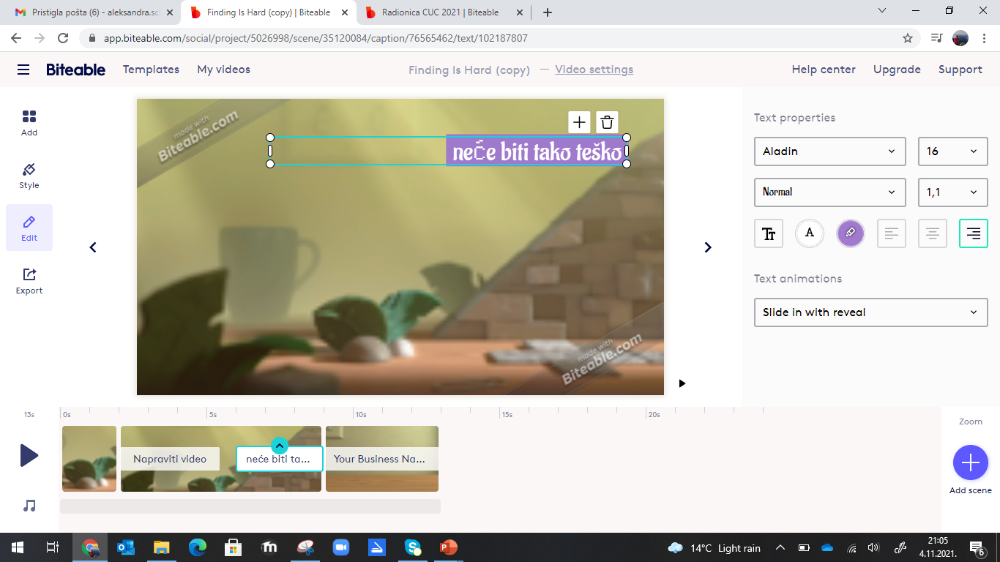 Pristigla pošta (6) - aleksandra.sc
Finding Is Hard (copy) | Biteable
Radionica CUC 2021 | Biteable
app.biteable.com/social/project/5026998/scene/35120084/caption/76565462/text/102187807
Biteable
Templates
My videos
Finding Is Hard (copy)
— Video settings
Help center
Upgrade
Support
Add
Style
Edit
Export
made with
Biteable.com
neće biti tako teško
made with
Biteable.com
Text properties
Aladin
16
Normal
1,1
TT
A
Text animations
Slide in with reveal
13s
0s
5s
10s
15s
20s
Napraviti video
neće biti ta...
Your Business Na...
Zoom
Add scene
14°C Light rain
21:05
4.11.2021.
6